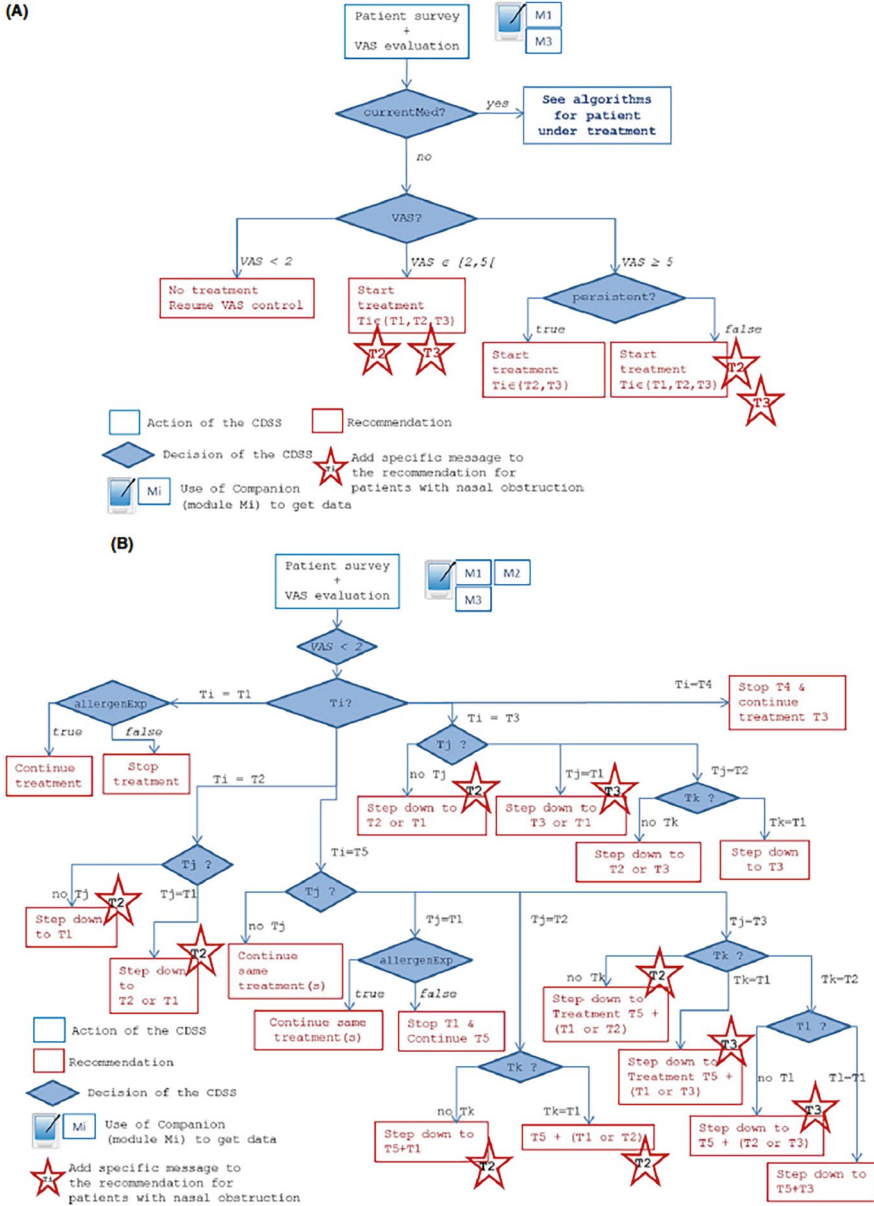 (A)
Patient survey
+
VAS evaluation
M1
M3
currentMed?
yes
See algorithms
for patient
under treatment
no
VAS?
VAS < 2
VAS ∈ [2,5[
VAS ≥ 5
No treatment
Resume VAS control
Start
treatment
Ti∈(T1,T2,T3)
T2
T3
persistent?
true
false
Start
treatment
Ti∈(T2,T3)
Start
treatment
Ti∈(T1,T2,T3)
T2
T3
Action of the CDSS
Recommendation
Decision of the CDSS
Ti
Add specific message to
the recommendation for
patients with nasal obstruction
Mi
Use of Companion
(module Mi) to get data
(B)
Patient survey
+
VAS evaluation
M1
M2
M3
VAS < 2
Ti?
Ti = T1
allergenExp
true
false
Continue
treatment
Stop
treatment
Ti=T4
Stop T4 &
continue
treatment T3
Ti = T3
Tj ?
no Tj
Tj=T1
Tj=T2
Step down to
T2 or T1
T2
Step down to
T3 or T1
T3
Tk ?
no Tk
Tk=T1
Step down to
T2 or T3
Step down
to T3
Ti = T2
Tj ?
no Tj
Tj=T1
Step down
to T1
T2
Step down
to
T2 or T1
T2
Ti=T5
Tj ?
no Tj
Tj=T1
Tj=T2
Tj=T3
Continue
same
treatment(s)
allergenExp
true
false
Continue same
treatment(s)
Stop T1 &
Continue T5
Tk ?
no Tk
Tk=T1
Step down to
T5+T1
T2
T5 + (T1 or T2)
T2
Tk ?
no Tk
Tk=T1
Tk=T2
Step down to
Treatment T5 +
(T1 or T2)
T2
Step down to
Treatment T5 +
(T1 or T3)
T3
Tl ?
no Tl
Tl=T1
Step down to
T5 + (T2 or T3)
T3
Step down to
T5+T3
Action of the CDSS
Recommendation
Decision of the CDSS
Mi
Use of Companion
(module Mi) to get data
Ti
Add specific message to
the recommendation for
patients with nasal obstruction